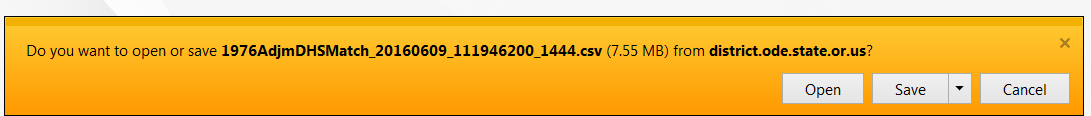 Do you want to open or save 1976AdjmDHSMatch_20160609_111946200_1444.csv (7.55 MB) from district.ode.state.or.us?
Open Save Cancel